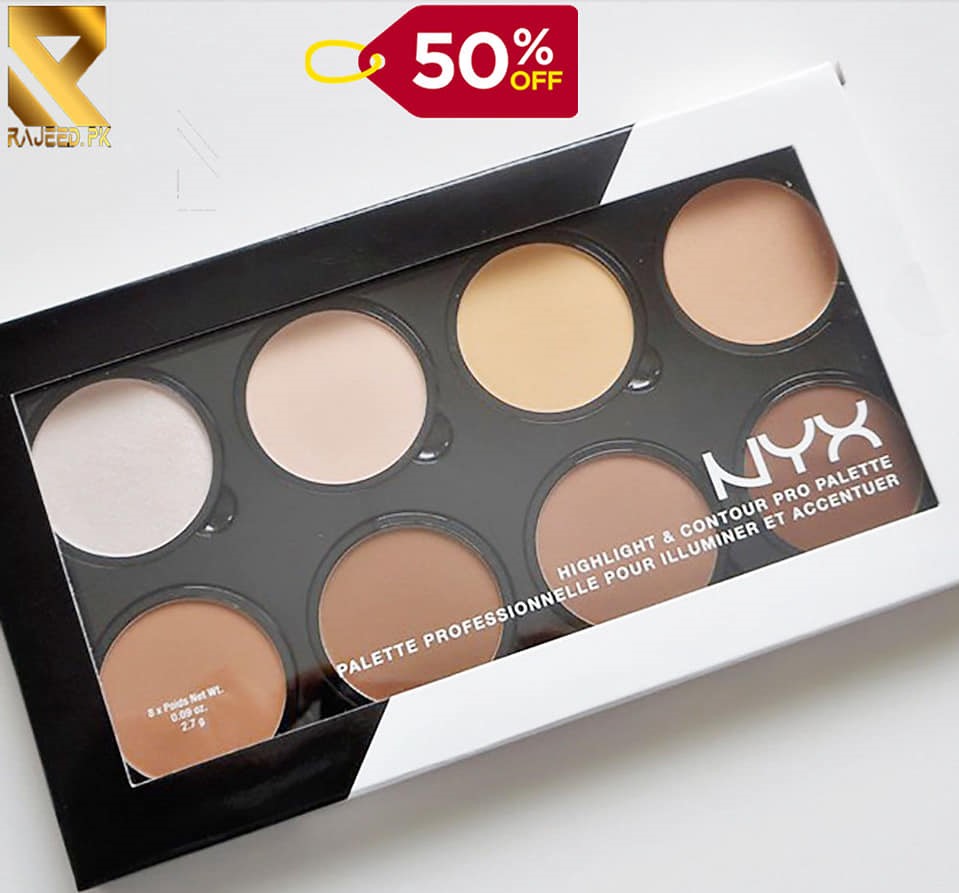 RAJEED.PK
50%
OFF
NYX
HIGHLIGHT & CONTOUR PRO PALETTE
PALETTE PROFESSIONNELLE POUR ILLUMINER ET ACCENTUER
8 x Poids Net Wt.
0.09 oz.
2.7 g